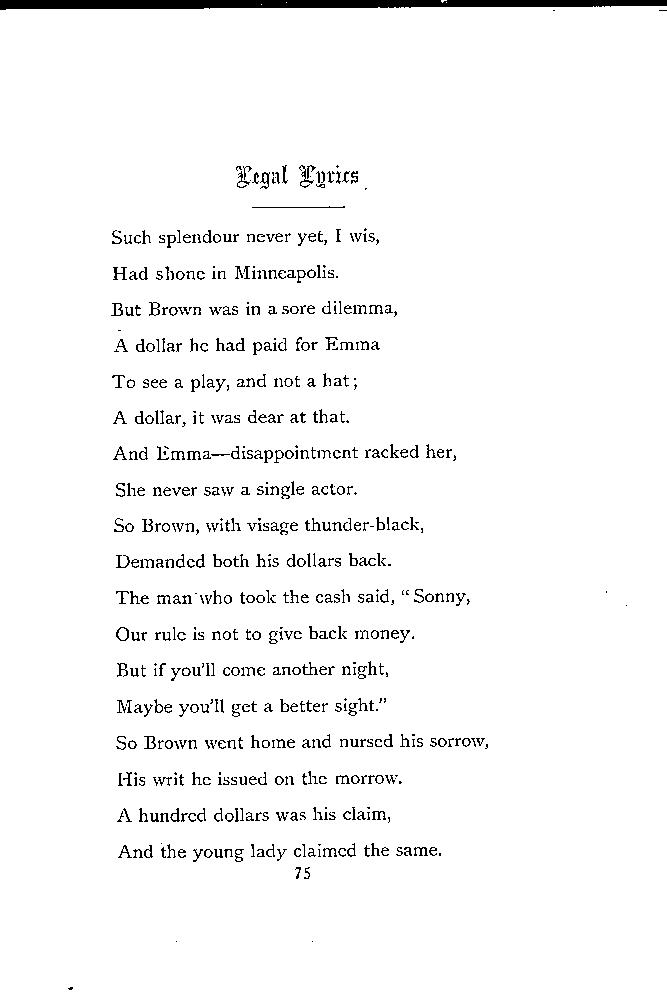 Legal Lyrics
Such splendour never yet, I wis,
Had shone in Minneapolis.
But Brown was in a sore dilemma,
A dollar he had paid for Emma
To see a play, and not a hat;
A dollar, it was dear at that.
And Emma—disappointment racked her,
She never saw a single actor.
So Brown, with visage thunder-black,
Demanded both his dollars back.
The man who took the cash said, “Sonny,
Our rule is not to give back money.
But if you'll come another night,
Maybe you'll get a better sight.”
So Brown went home and nursed his sorrow,
His writ he issued on the morrow.
A hundred dollars was his claim,
And the young lady claimed the same.
75